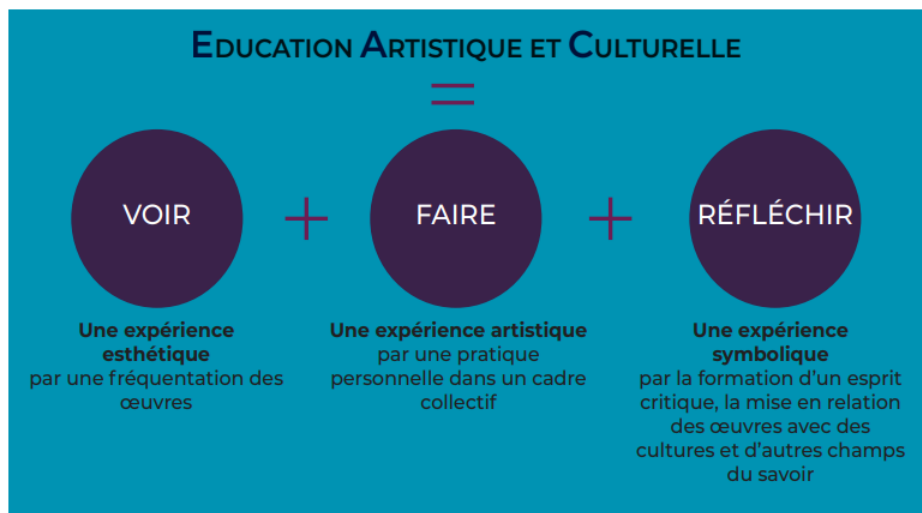 EDUCATION ARTISTIQUE ET CULTURELLE
=
VOIR + FAIRE + RÉFLÉCHIR
Une expérience
esthétique
par une fréquentation des
œuvres
Une expérience artistique
par une pratique
personnelle dans un cadre
collectif
Une expérience
symbolique
par la formation d’un esprit
critique, la mise en relation
des œuvres avec des
cultures et d’autres champs
du savoir